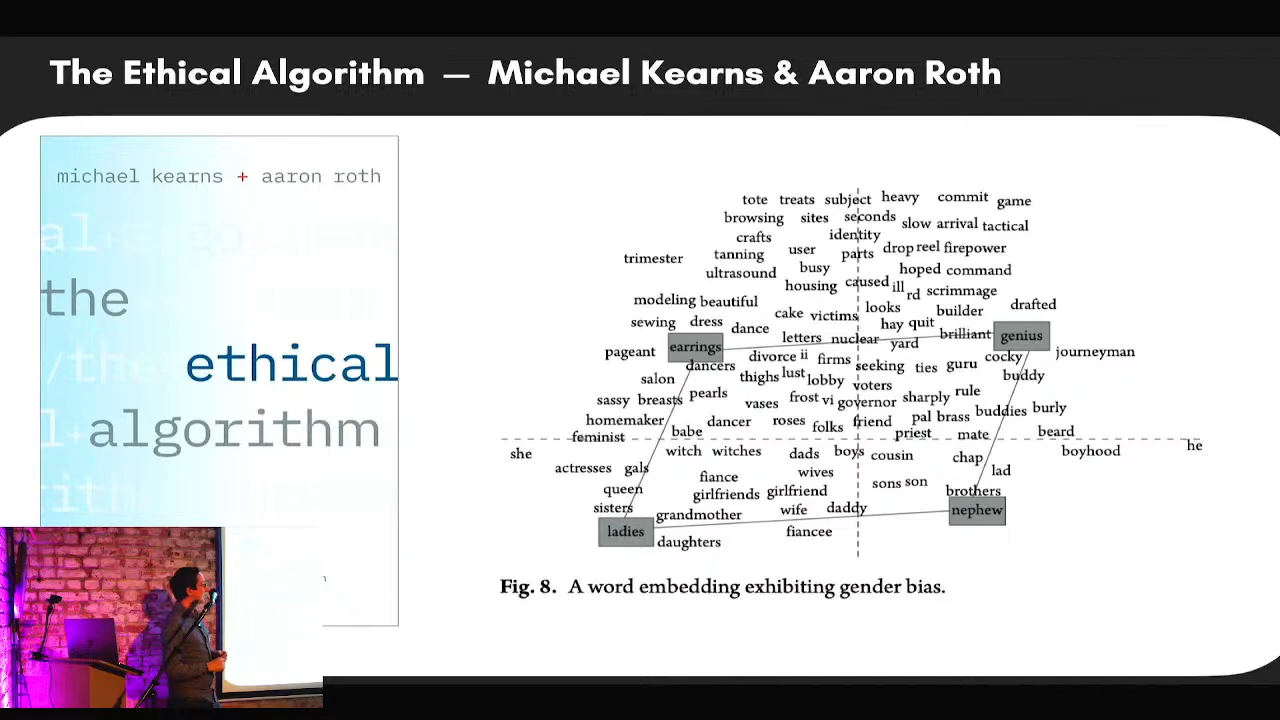 The Ethical Algorithm — Michael Kearns & Aaron Roth
michael kearns + aaron roth
the
ethical
algorithm
tote treats subject heavy commit game
browsing sites seconds slow arrival tactical
crafts identity
trimester tanning user parts drop reel firepower
ultrasound busy hoped command
housing caused ill rd scrimmage
modeling beautiful looks drafted
cake victims builder
sewing dress dance hay quit
letters nuclear yard brilliant genius
earrings
pageant divorce ii firms cocky journeyman
dancers seeking ties guru
salon thighs lust lobby voters buddy
sassy breasts pearls frost vi governor sharply rule
vases
homemaker dancer roses folks friend pal brass buddies burly
feminist babe priest mate beard
she witch witches dads boys cousin chap boyhood he
actresses gals wives lad
fiance
queen girlfriends girlfriend sons son brothers
sisters grandmother wife daddy nephew
ladies daughters fiancee
Fig. 8. A word embedding exhibiting gender bias.